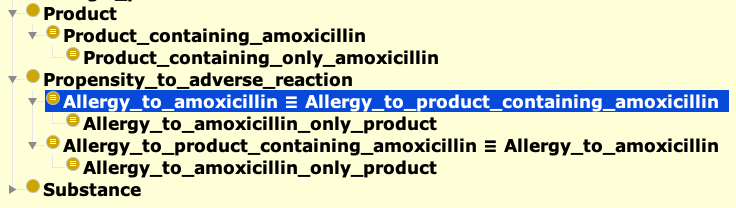 Product
Product_containing_amoxicillin
Product_containing_only_amoxicillin
Propensity_to_adverse_reaction
Allergy_to_amoxicillin ≡ Allergy_to_product_containing_amoxicillin
Allergy_to_amoxicillin_only_product
Allergy_to_product_containing_amoxicillin ≡ Allergy_to_amoxicillin
Allergy_to_amoxicillin_only_product
Substance